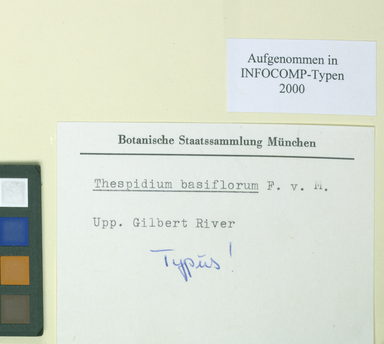 Aufgenommen in
INFOCOMP-Typen
2000
Botanische Staatssammlung München
Thespidium basiflorum F. v. M.
Upp. Gilbert River
Typus!